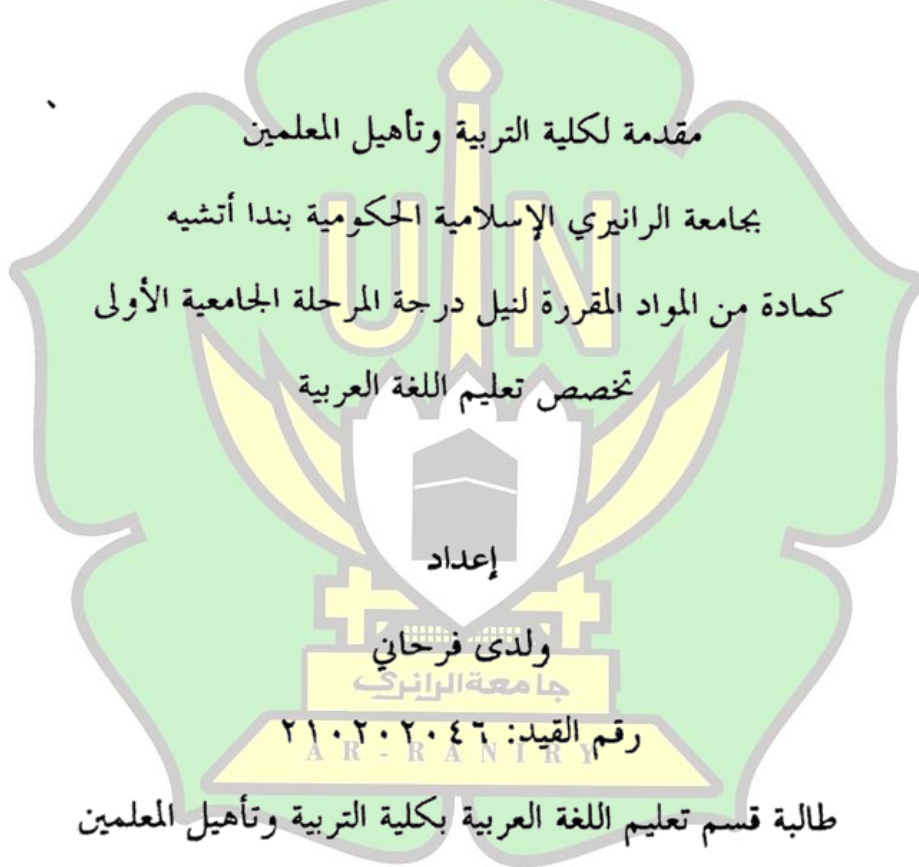 مقدمة لكلية التربية وتأهيل المعلمين
بجامعة الرانيري الإسلامية الحكومية بندا أتشيه
كمادة من المواد المقررة لنيل درجة المرحلة الجامعية الأولى
تخصص تعليم اللغة العربية
UIN
إعداد
ولدى فرحاني
جامعة الرانري
رقم القيد: ٢١٠٢٠٢٠٤٦
AR-RANIRY
طالبة قسم تعليم اللغة العربية بكلية التربية وتأهيل المعلمين